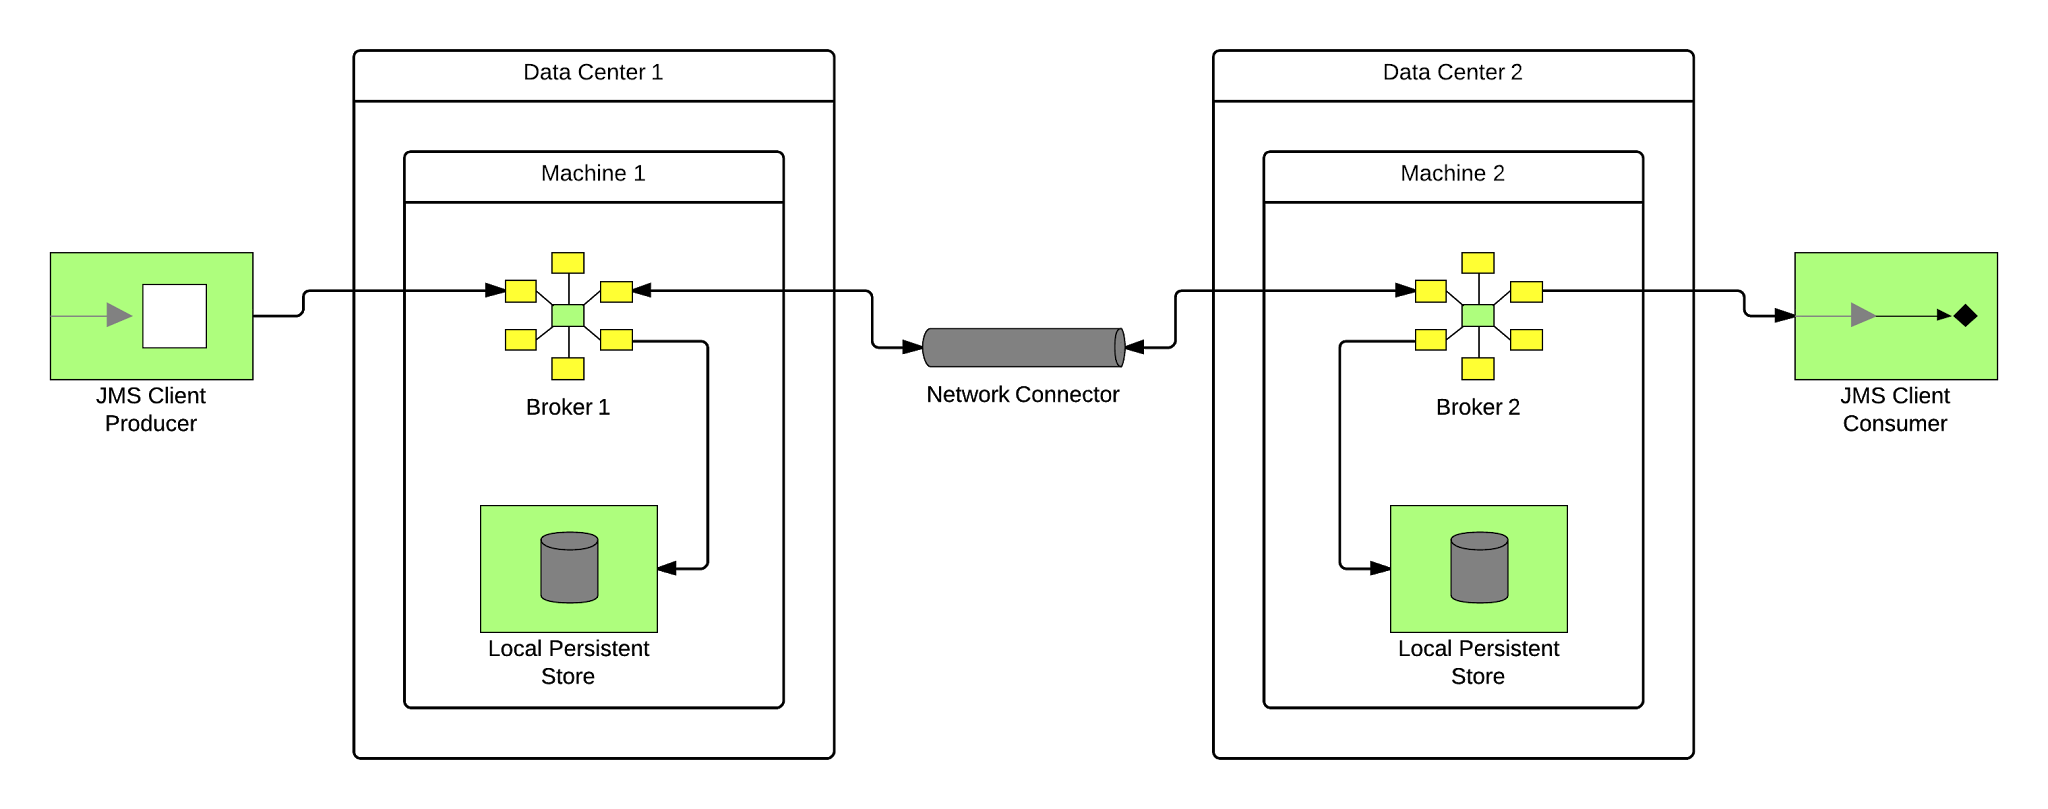 Data Center 1
Data Center 2
Machine 1
Machine 2
JMS Client
Producer
Broker 1
Network Connector
Broker 2
JMS Client
Consumer
Local Persistent
Store
Local Persistent
Store